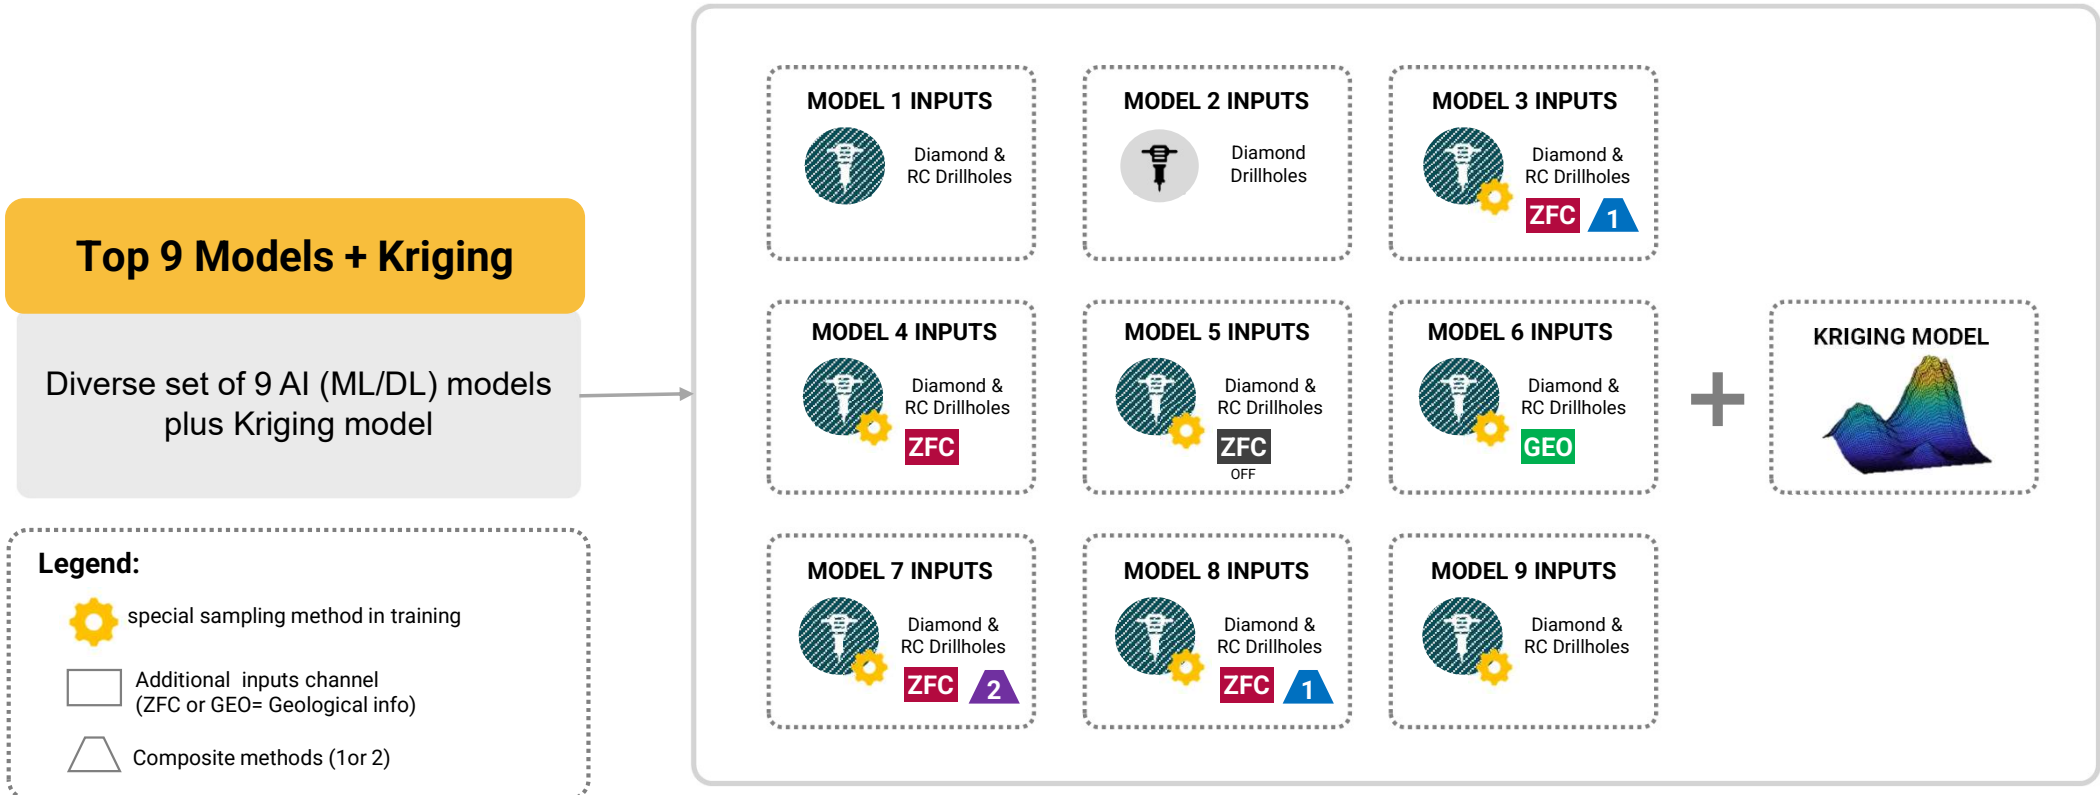 Top 9 Models + Kriging
Diverse set of 9 AI (ML/DL) models
plus Kriging model
Legend:
special sampling method in training
Additional inputs channel
(ZFC or GEO= Geological info)
Composite methods (1or 2)
MODEL 1 INPUTS
Diamond &
RC Drillholes
MODEL 2 INPUTS
Diamond
Drillholes
MODEL 3 INPUTS
Diamond &
RC Drillholes
ZFC 1
MODEL 4 INPUTS
Diamond &
RC Drillholes
ZFC
MODEL 5 INPUTS
Diamond &
RC Drillholes
ZFC
OFF
MODEL 6 INPUTS
Diamond &
RC Drillholes
GEO
MODEL 7 INPUTS
Diamond &
RC Drillholes
ZFC 2
MODEL 8 INPUTS
Diamond &
RC Drillholes
ZFC 1
MODEL 9 INPUTS
Diamond &
RC Drillholes
+
KRIGING MODEL